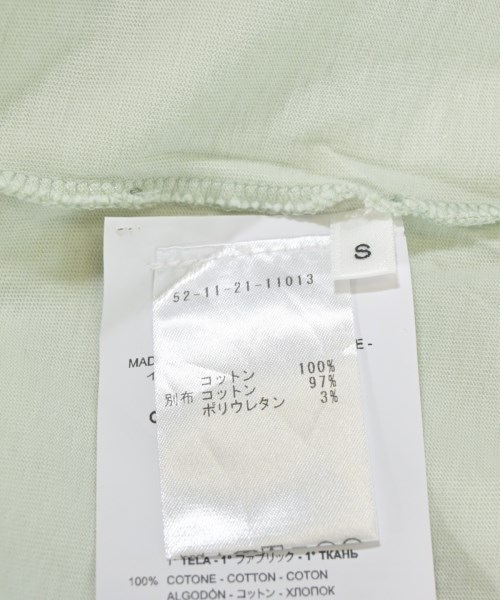 S
52-11-21-11013
MAD
E -
コットン 100%
別布 コットン 97%
ポリウレタン 3%
1° TELA - 1° ファブリック - 1° ТКАНЬ
100% COTONE - COTTON - COTON
ALGODÓN - コットン - ХЛОПОК